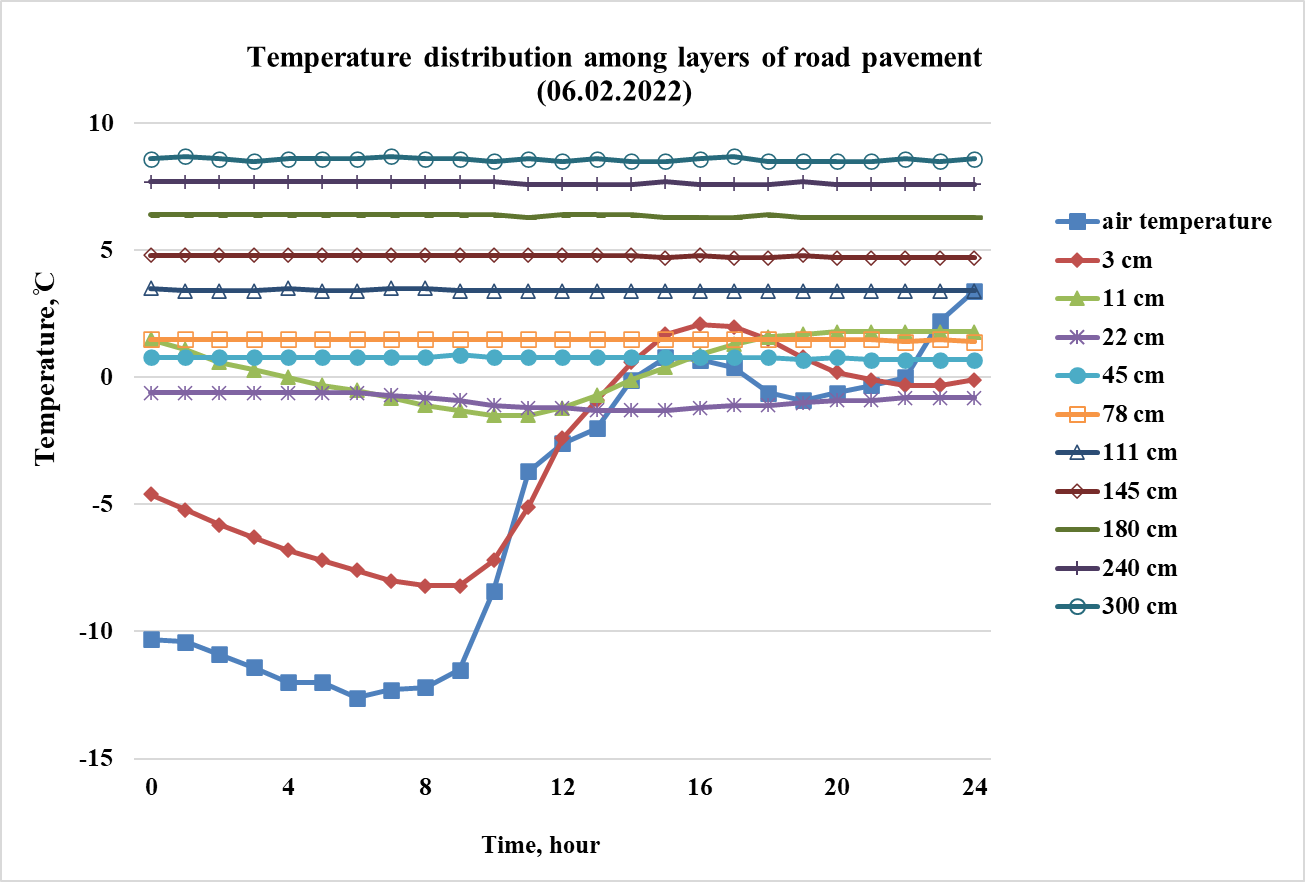 Temperature distribution among layers of road pavement
(06.02.2022)
10
5
0
-5
-10
-15
Temperature,℃
0 4 8 12 16 20 24
Time, hour
air temperature
3 cm
11 cm
22 cm
45 cm
78 cm
111 cm
145 cm
180 cm
240 cm
300 cm